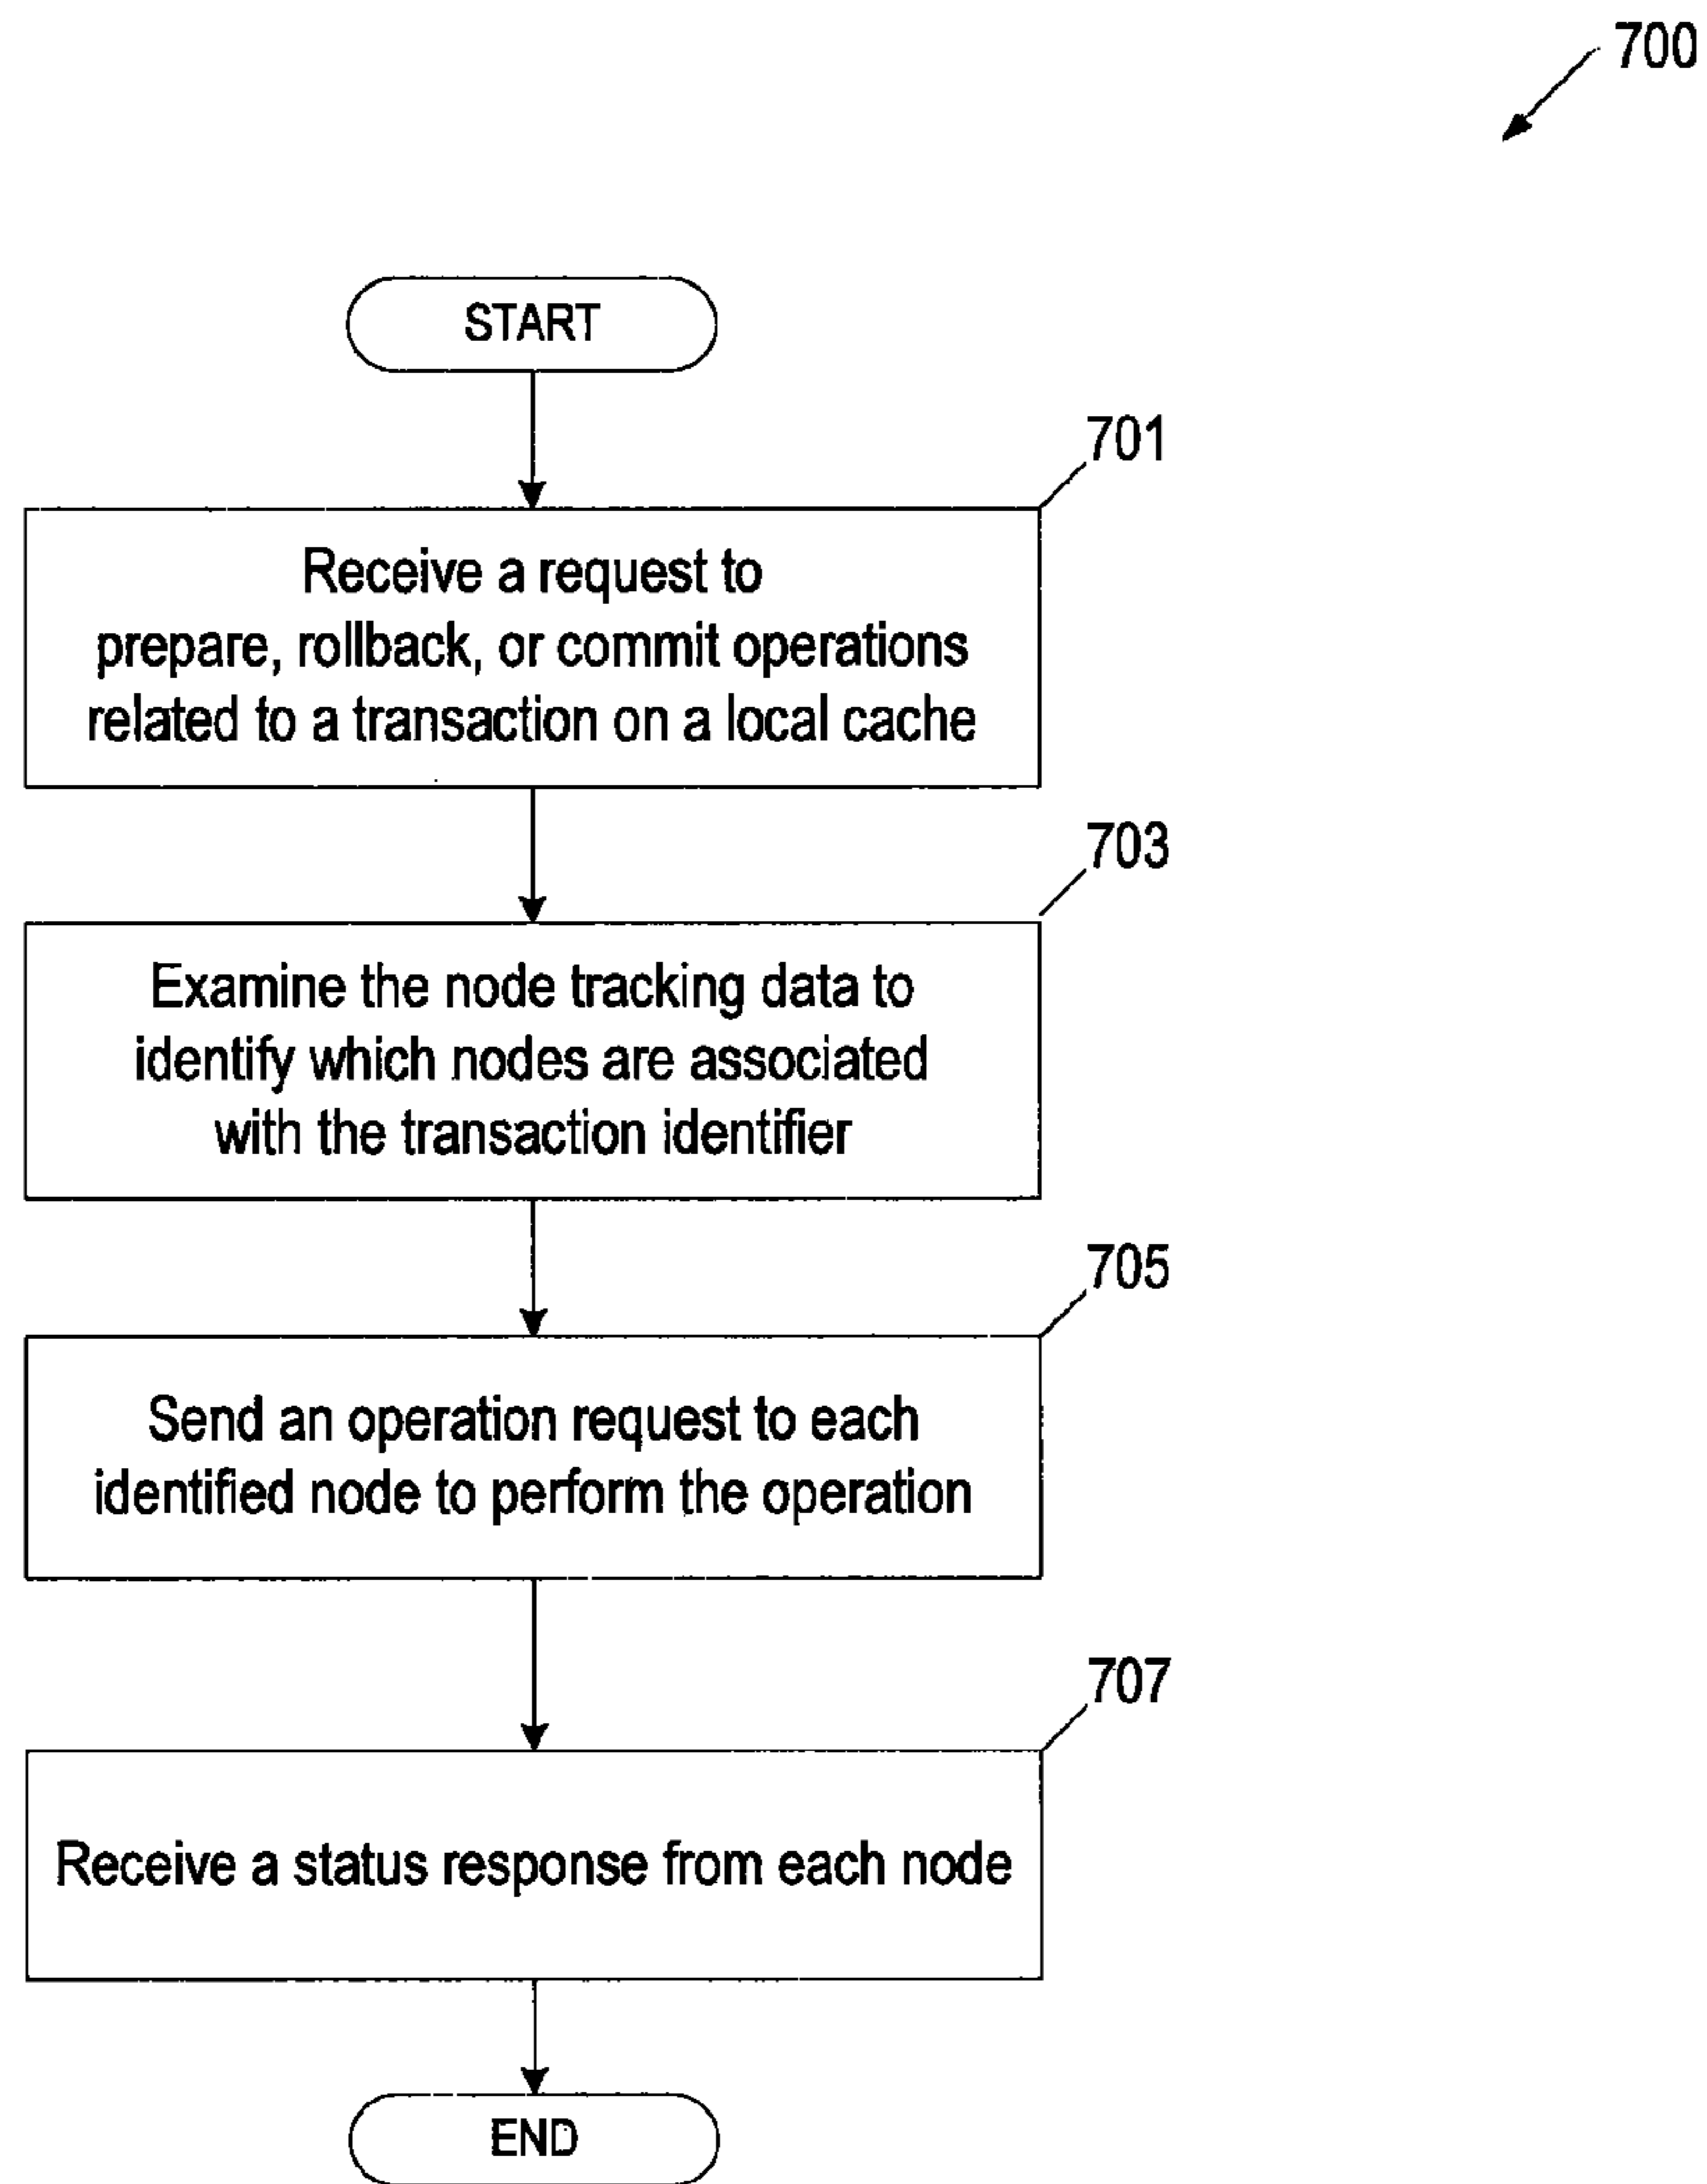 700
START
701
Receive a request to
prepare, rollback, or commit operations
related to a transaction on a local cache
703
Examine the node tracking data to
identify which nodes are associated
with the transaction identifier
705
Send an operation request to each
identified node to perform the operation
707
Receive a status response from each node
END